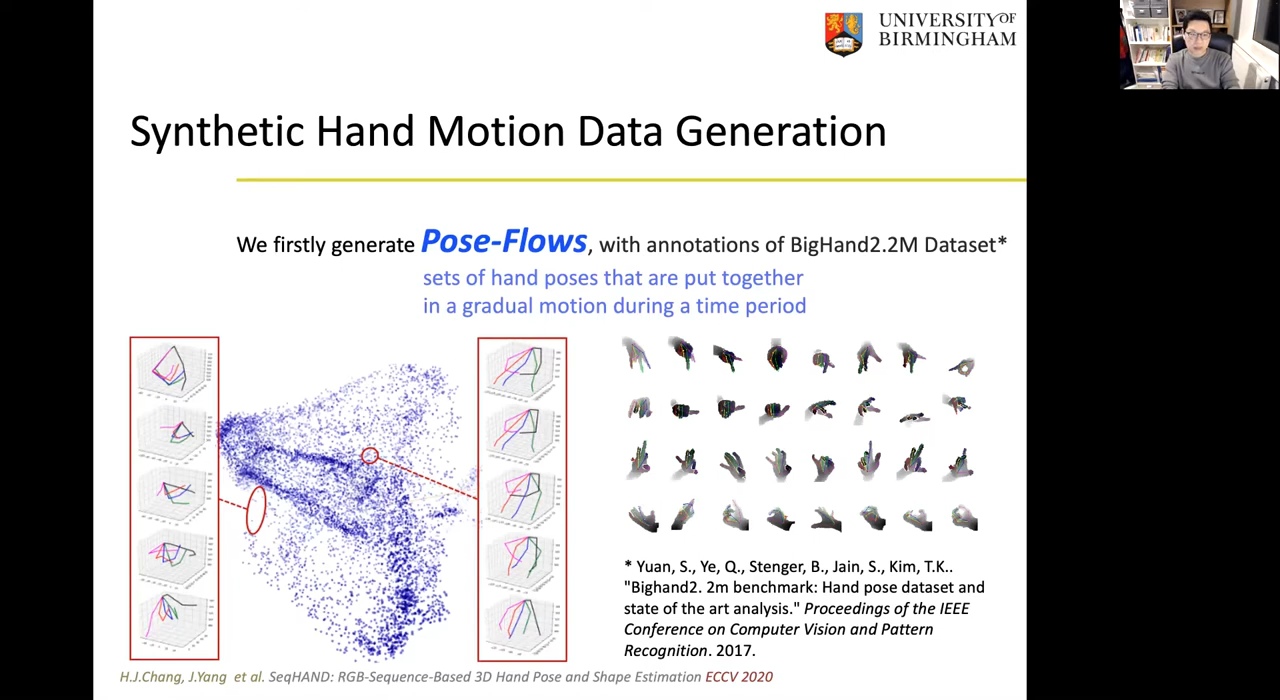 UNIVERSITY OF
BIRMINGHAM
Synthetic Hand Motion Data Generation
We firstly generate Pose-Flows, with annotations of BigHand2.2M Dataset*
sets of hand poses that are put together
in a gradual motion during a time period
* Yuan, S., Ye, Q., Stenger, B., Jain, S., Kim, T.K..
"Bighand2. 2m benchmark: Hand pose dataset and
state of the art analysis." Proceedings of the IEEE
Conference on Computer Vision and Pattern
Recognition. 2017.
H.J.Chang, J.Yang et al. SeqHAND: RGB-Sequence-Based 3D Hand Pose and Shape Estimation ECCV 2020